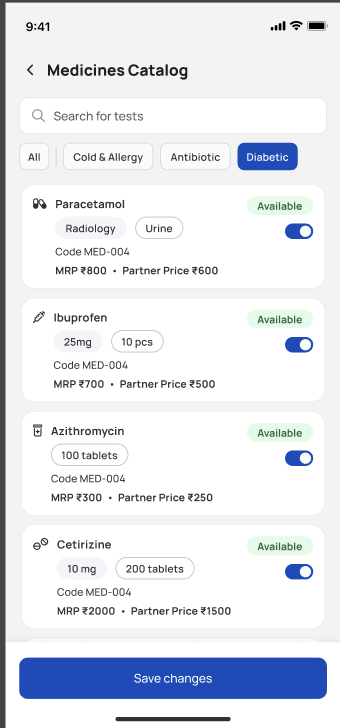 9:41
Medicines Catalog
Search for tests
All Cold & Allergy Antibiotic Diabetic
Paracetamol Available
Radiology Urine
Code MED-004
MRP ₹800 • Partner Price ₹600
Ibuprofen Available
25mg 10 pcs
Code MED-004
MRP ₹700 • Partner Price ₹500
Azithromycin Available
100 tablets
Code MED-004
MRP ₹300 • Partner Price ₹250
Cetirizine Available
10 mg 200 tablets
Code MED-004
MRP ₹2000 • Partner Price ₹1500
Save changes